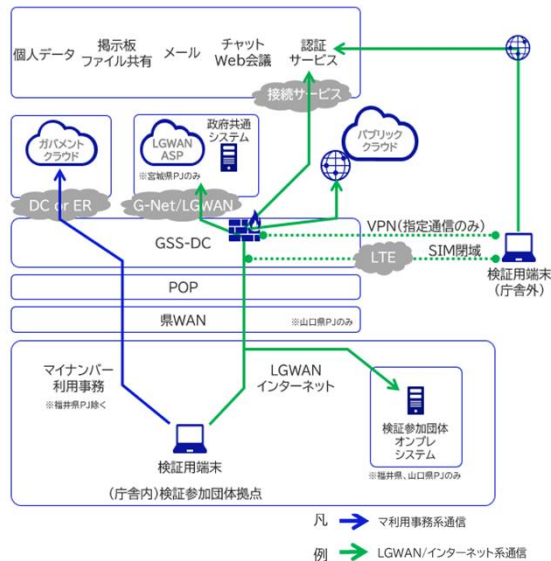 個人データ
掲示板
ファイル共有
メール
チャット
Web会議
認証
サービス
接続サービス
ガバメント
クラウド
LGWAN
ASP
政府共通
システム
※宮城県PJのみ
パブリック
クラウド
DC or ER
G-Net/LGWAN
GSS-DC
VPN(指定通信のみ)
LTE
SIM閉域
検証用端末
(庁舎外)
POP
県WAN
※山口県PJのみ
マイナンバー
利用事務
※福井県PJ除く
LGWAN
インターネット
検証参加団体
オンプレ
システム
※福井県、山口県PJのみ
検証用端末
(庁舎内)検証参加団体拠点
凡
例
マ利用事務系通信
LGWAN/インターネット系通信